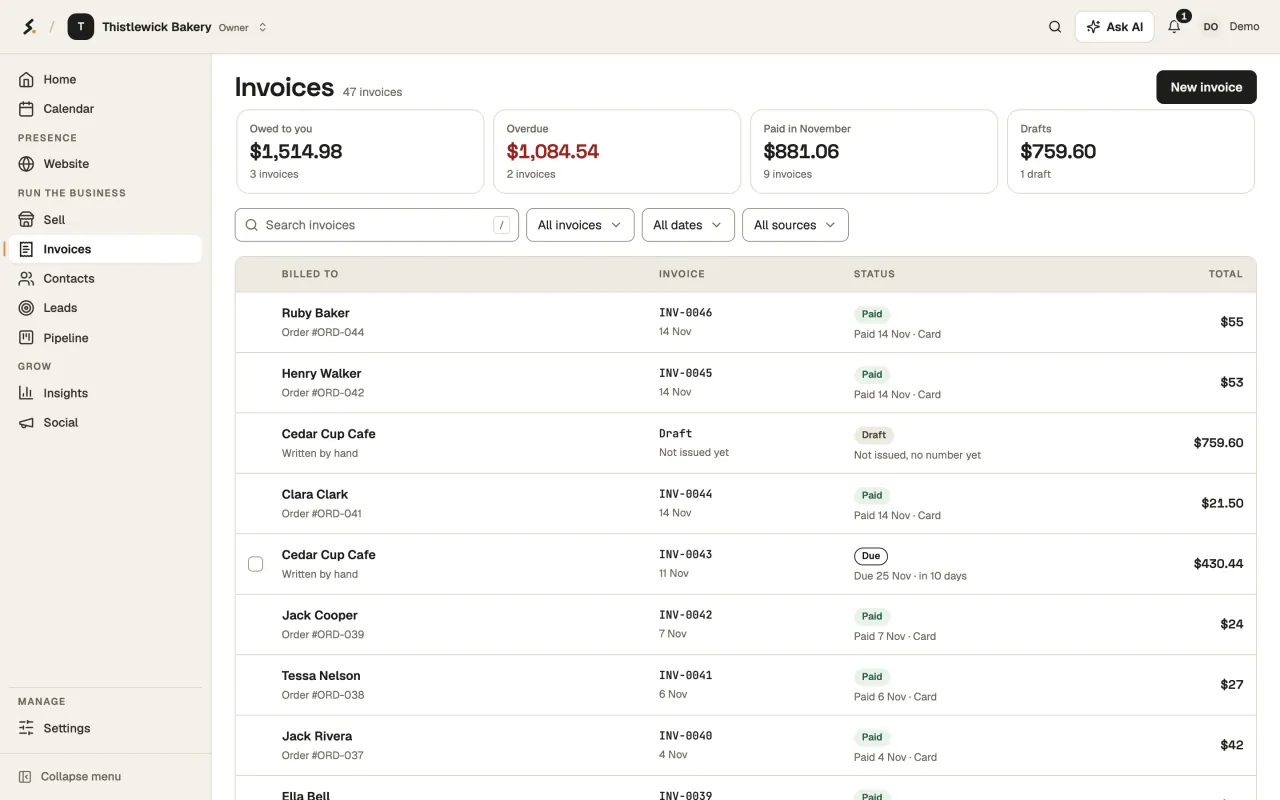 / T Thistlewick Bakery Owner
Ask AI 1 DO Demo
Home
Calendar
PRESENCE
Website
RUN THE BUSINESS
Sell
Invoices
Contacts
Leads
Pipeline
GROW
Insights
Social
MANAGE
Settings
Collapse menu
Invoices 47 invoices
New invoice
Owed to you
$1,514.98
3 invoices
Overdue
$1,084.54
2 invoices
Paid in November
$881.06
9 invoices
Drafts
$759.60
1 draft
Search invoices / All invoices All dates All sources
BILLED TO INVOICE STATUS TOTAL
Ruby Baker INV-0046 Paid $55
Order #ORD-044 14 Nov Paid 14 Nov · Card
Henry Walker INV-0045 Paid $53
Order #ORD-042 14 Nov Paid 14 Nov · Card
Cedar Cup Cafe Draft Draft $759.60
Written by hand Not issued yet Not issued, no number yet
Clara Clark INV-0044 Paid $21.50
Order #ORD-041 14 Nov Paid 14 Nov · Card
Cedar Cup Cafe INV-0043 Due $430.44
Written by hand 11 Nov Due 25 Nov · in 10 days
Jack Cooper INV-0042 Paid $24
Order #ORD-039 7 Nov Paid 7 Nov · Card
Tessa Nelson INV-0041 Paid $27
Order #ORD-038 6 Nov Paid 6 Nov · Card
Jack Rivera INV-0040 Paid $42
Order #ORD-037 4 Nov Paid 4 Nov · Card
Ella Bell INV-0039 Paid